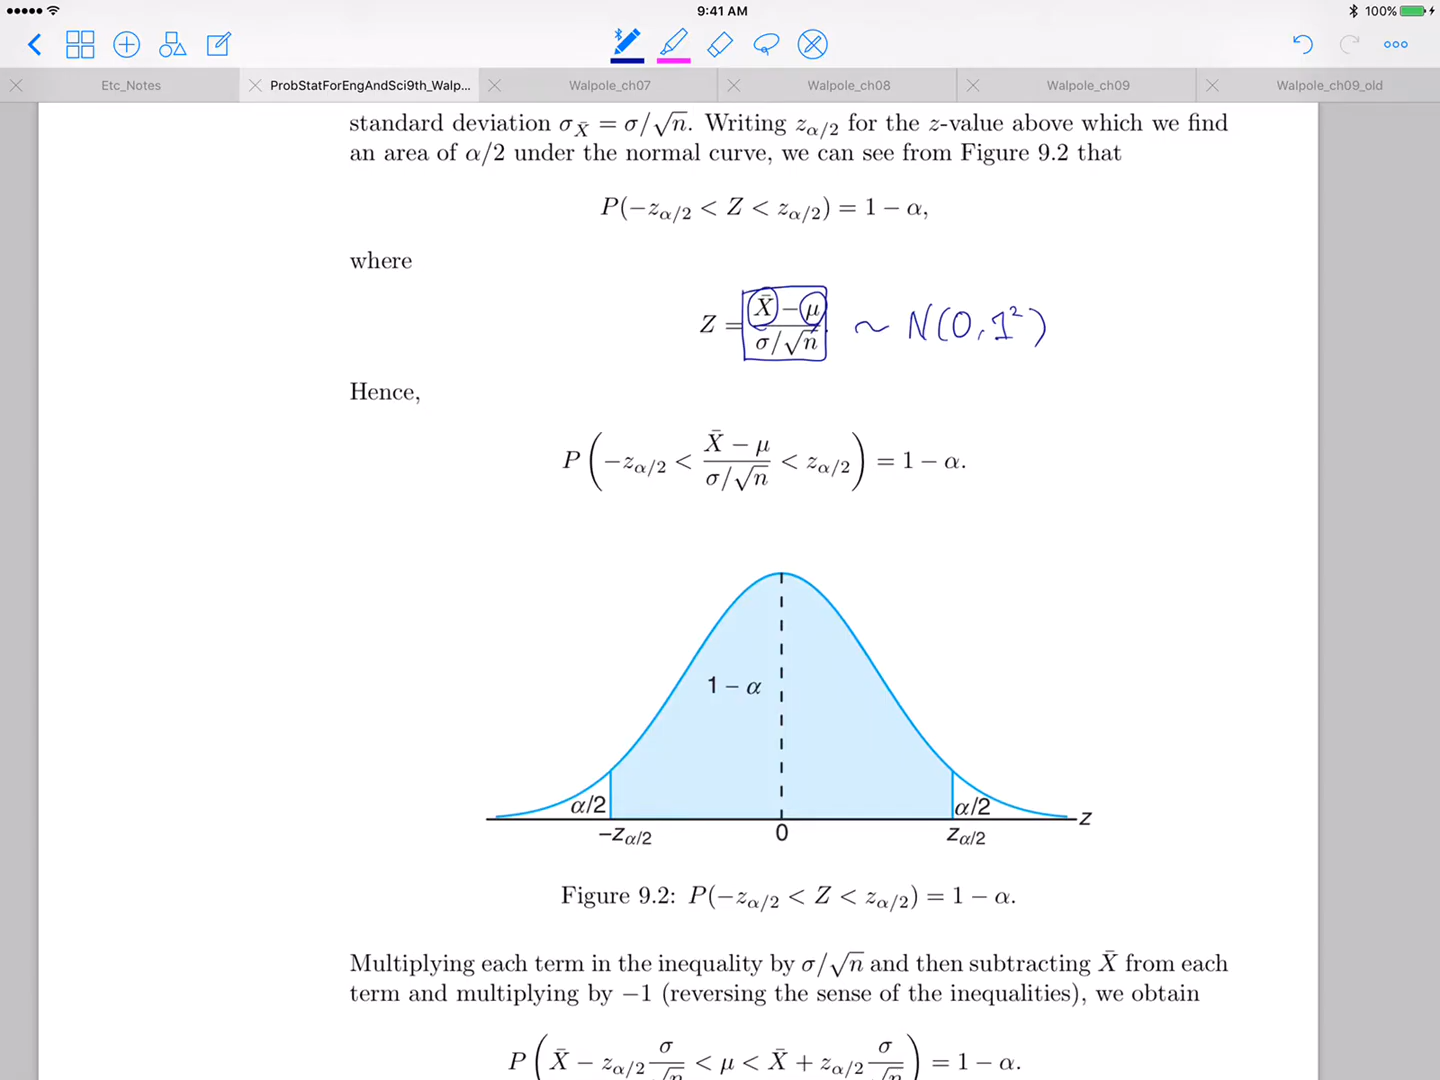 9:41 AM
100%
Etc_Notes
ProbStatForEngAndSci9th_Walp...
Walpole_ch07
Walpole_ch08
Walpole_ch09
Walpole_ch09_old
standard deviation σ_X̄ = σ/√n. Writing z_α/2 for the z-value above which we find
an area of α/2 under the normal curve, we can see from Figure 9.2 that
P(−z_α/2 < Z < z_α/2) = 1 − α,
where
Z = (X̄ − μ)/(σ/√n) ~ N(0,1²)
Hence,
P(−z_α/2 < (X̄ − μ)/(σ/√n) < z_α/2) = 1 − α.
1 − α
α/2
α/2
z
−z_α/2
0
z_α/2
Figure 9.2: P(−z_α/2 < Z < z_α/2) = 1 − α.
Multiplying each term in the inequality by σ/√n and then subtracting X̄ from each
term and multiplying by −1 (reversing the sense of the inequalities), we obtain
P(X̄ − z_α/2 σ/√n < μ < X̄ + z_α/2 σ/√n) = 1 − α.